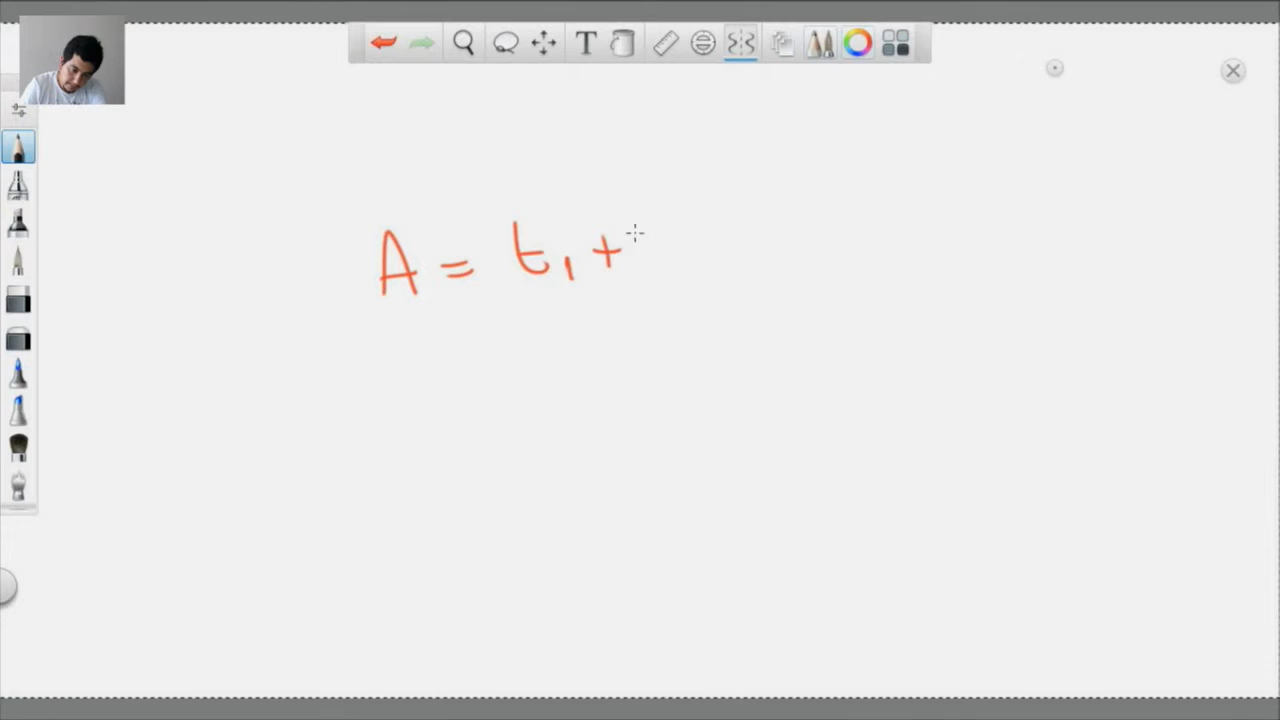 A = t₁ +